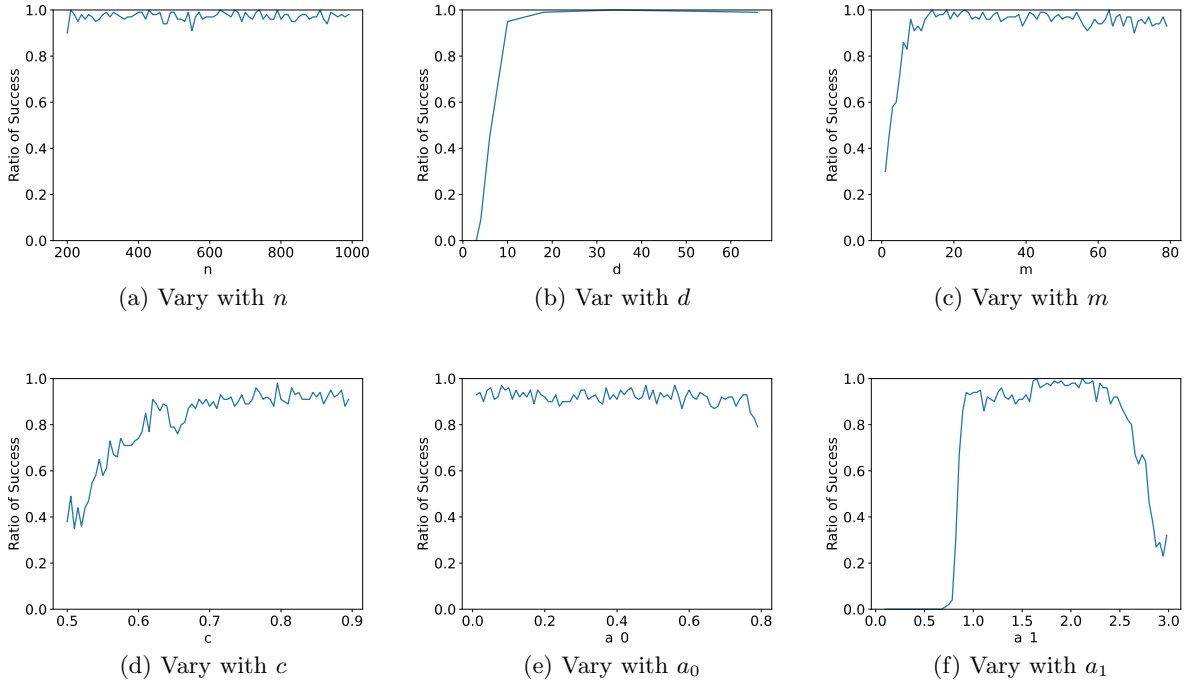 1.0 0.8 0.6 0.4 0.2 0.0
Ratio of Success
200 400 600 800 1000
n
(a) Vary with n
1.0 0.8 0.6 0.4 0.2 0.0
Ratio of Success
0 10 20 30 40 50 60
d
(b) Var with d
1.0 0.8 0.6 0.4 0.2 0.0
Ratio of Success
0 20 40 60 80
m
(c) Vary with m
1.0 0.8 0.6 0.4 0.2 0.0
Ratio of Success
0.5 0.6 0.7 0.8 0.9
c
(d) Vary with c
1.0 0.8 0.6 0.4 0.2 0.0
Ratio of Success
0.0 0.2 0.4 0.6 0.8
a 0
(e) Vary with a₀
1.0 0.8 0.6 0.4 0.2 0.0
Ratio of Success
0.0 0.5 1.0 1.5 2.0 2.5 3.0
a 1
(f) Vary with a₁